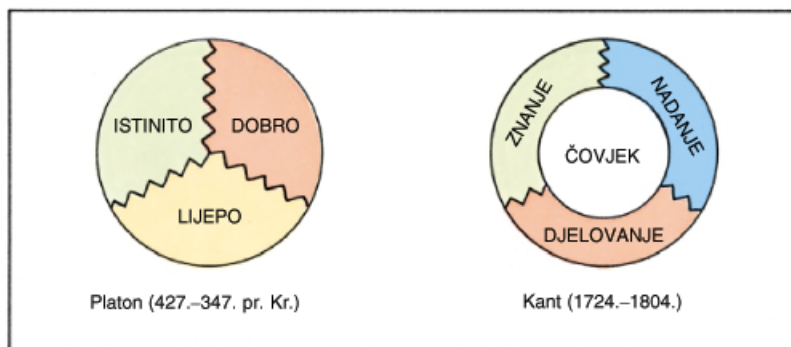 ISTINITO
DOBRO
LIJEPO
Platon (427.–347. pr. Kr.)
ZNANJE
NADANJE
ČOVJEK
DJELOVANJE
Kant (1724.–1804.)